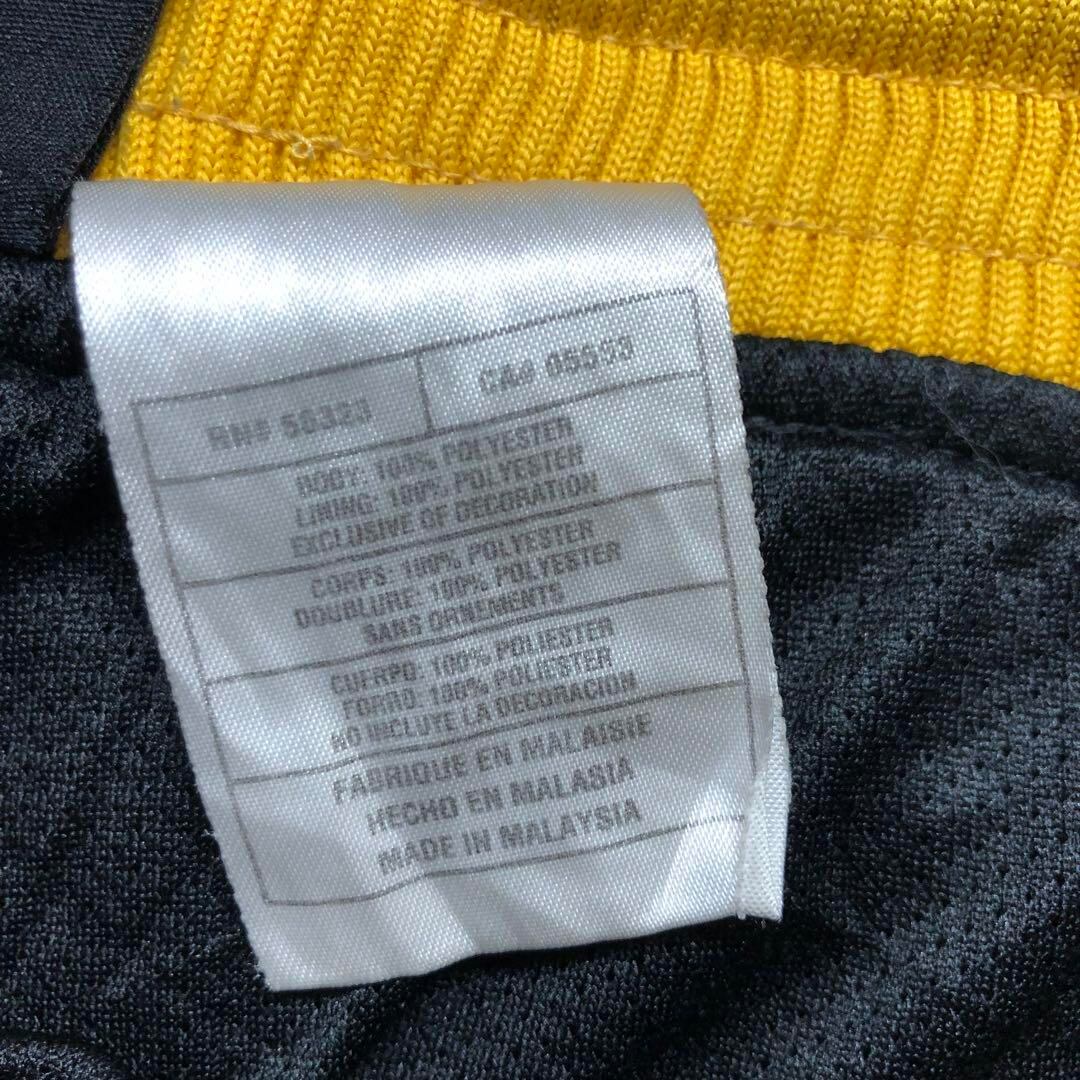 RN# 56323 CA# 05553
BODY: 100% POLYESTER
LINING: 100% POLYESTER
EXCLUSIVE OF DECORATION
CORPS: 100% POLYESTER
DOUBLURE: 100% POLYESTER
SANS ORNEMENTS
CUERPO: 100% POLIESTER
FORRO: 100% POLIESTER
NO INCLUYE LA DECORACION
FABRIQUE EN MALAISIE
HECHO EN MALASIA
MADE IN MALAYSIA